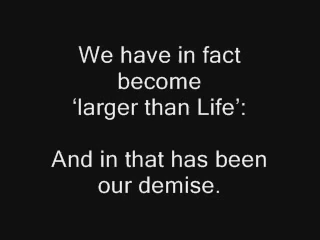 We have in fact
become
‘larger than Life’:
And in that has been
our demise.